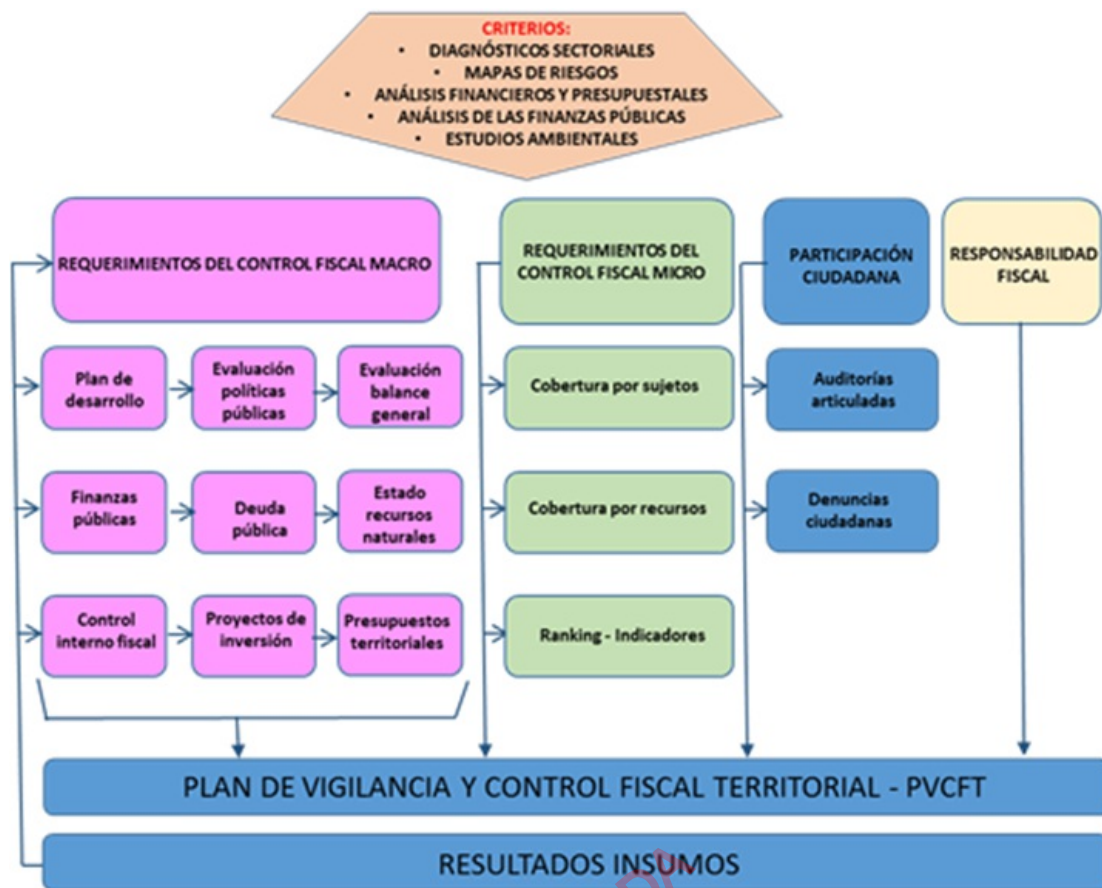 CRITERIOS:
• DIAGNÓSTICOS SECTORIALES
• MAPAS DE RIESGOS
• ANÁLISIS FINANCIEROS Y PRESUPUESTALES
• ANÁLISIS DE LAS FINANZAS PÚBLICAS
• ESTUDIOS AMBIENTALES
REQUERIMIENTOS DEL CONTROL FISCAL MACRO
REQUERIMIENTOS DEL
CONTROL FISCAL MICRO
PARTICIPACIÓN
CIUDADANA
RESPONSABILIDAD
FISCAL
Plan de
desarrollo
Evaluación
políticas
públicas
Evaluación
balance
general
Cobertura por sujetos
Auditorías
articuladas
Finanzas
públicas
Deuda
pública
Estado
recursos
naturales
Cobertura por recursos
Denuncias
ciudadanas
Control
interno fiscal
Proyectos de
inversión
Presupuestos
territoriales
Ranking - Indicadores
PLAN DE VIGILANCIA Y CONTROL FISCAL TERRITORIAL - PVCFT
RESULTADOS INSUMOS